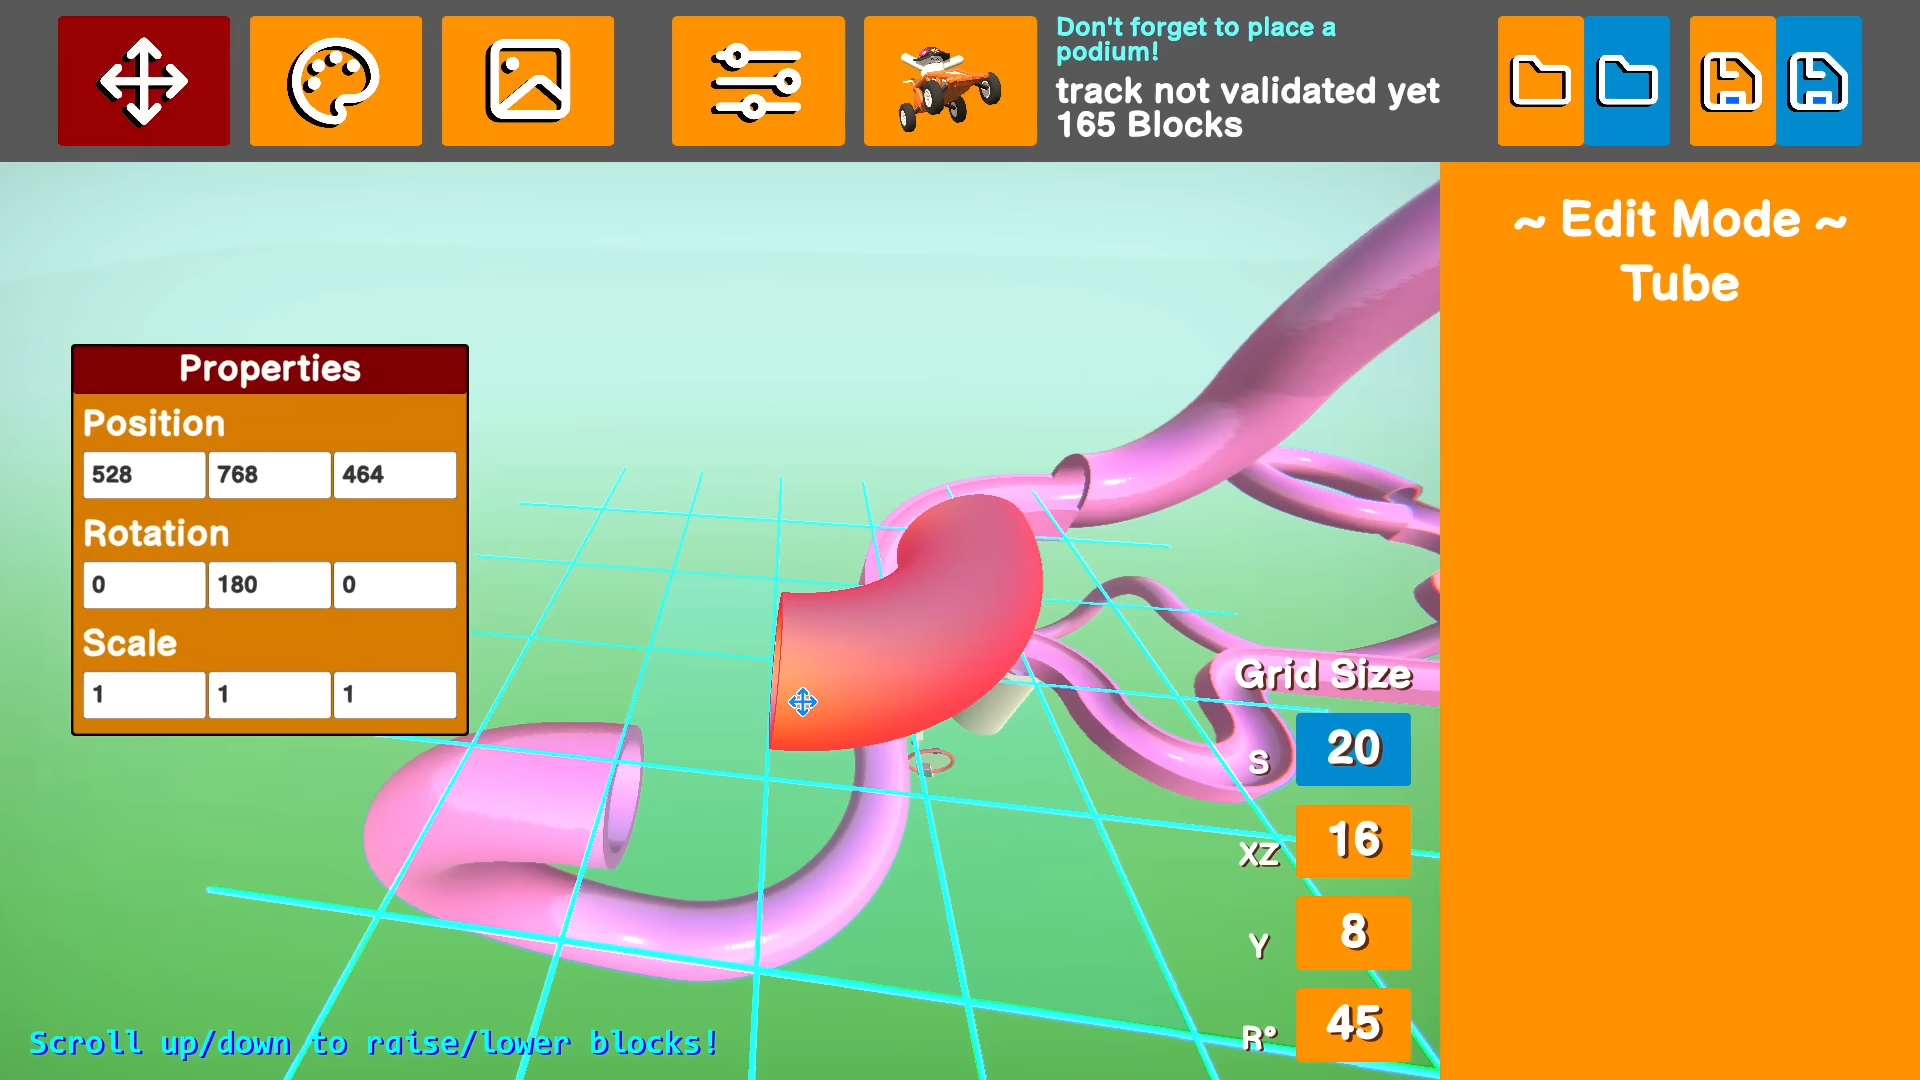 Don't forget to place a
podium!
track not validated yet
165 Blocks
~ Edit Mode ~
Tube
Properties
Position
528 768 464
Rotation
0 180 0
Scale
1 1 1
Grid Size
S 20
XZ 16
Y 8
R° 45
Scroll up/down to raise/lower blocks!